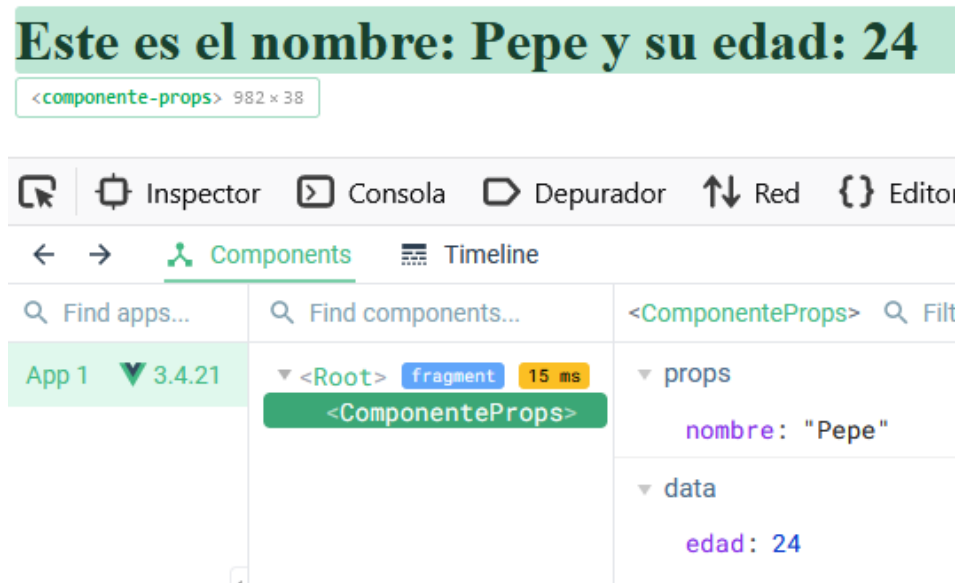 Este es el nombre: Pepe y su edad: 24
<componente-props> 982 × 38
Inspector Consola Depurador Red Editor
Components Timeline
Find apps... Find components... <ComponenteProps> Filt
App 1 3.4.21 <Root> fragment 15 ms props
<ComponenteProps>
nombre: "Pepe"
data
edad: 24